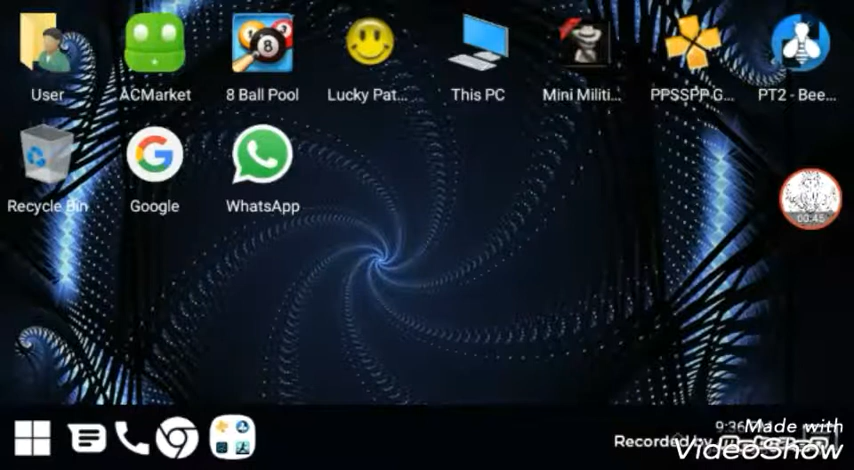 User
ACMarket
8 Ball Pool
Lucky Pat...
This PC
Mini Militi...
PPSSPP G...
PT2 - Bee...
Recycle Bin
Google
WhatsApp
00:45
9:36
Made with
Recorded by
VideoShow